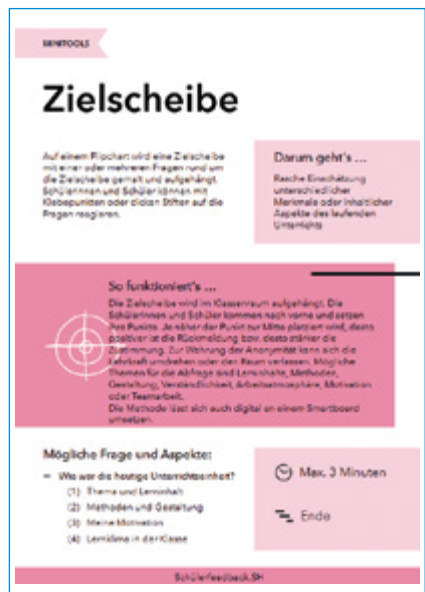 MINITOOLS
Zielscheibe
Auf einem Flipchart wird eine Zielscheibe
mit einer oder mehreren Fragen rund um
die Zielscheibe gemalt und aufgehängt.
Schülerinnen und Schüler können mit
Klebepunkten oder dicken Stiften auf die
Fragen reagieren.
Darum geht's ...
Rasche Einschätzung
unterschiedlicher
Merkmale oder inhaltlicher
Aspekte des laufenden
Unterrichts
So funktioniert's ...
Die Zielscheibe wird im Klassenraum aufgehängt. Die
Schülerinnen und Schüler kommen nach vorne und setzen
ihre Punkte. Je näher der Punkt zur Mitte platziert wird, desto
positiver ist die Rückmeldung bzw. desto stärker die
Zustimmung. Zur Wahrung der Anonymität kann sich die
Lehrkraft umdrehen oder den Raum verlassen. Mögliche
Themen für die Abfrage sind Lerninhalte, Methoden,
Gestaltung, Verständlichkeit, Arbeitsatmosphäre, Motivation
oder Teamarbeit.
Die Methode lässt sich auch digital an einem Smartboard
umsetzen.
Mögliche Frage und Aspekte:
– Wie war die heutige Unterrichtseinheit?
(1) Thema und Lerninhalt
(2) Methoden und Gestaltung
(3) Meine Motivation
(4) Lernklima in der Klasse
Max. 3 Minuten
Ende
Schülerfeedback.SH